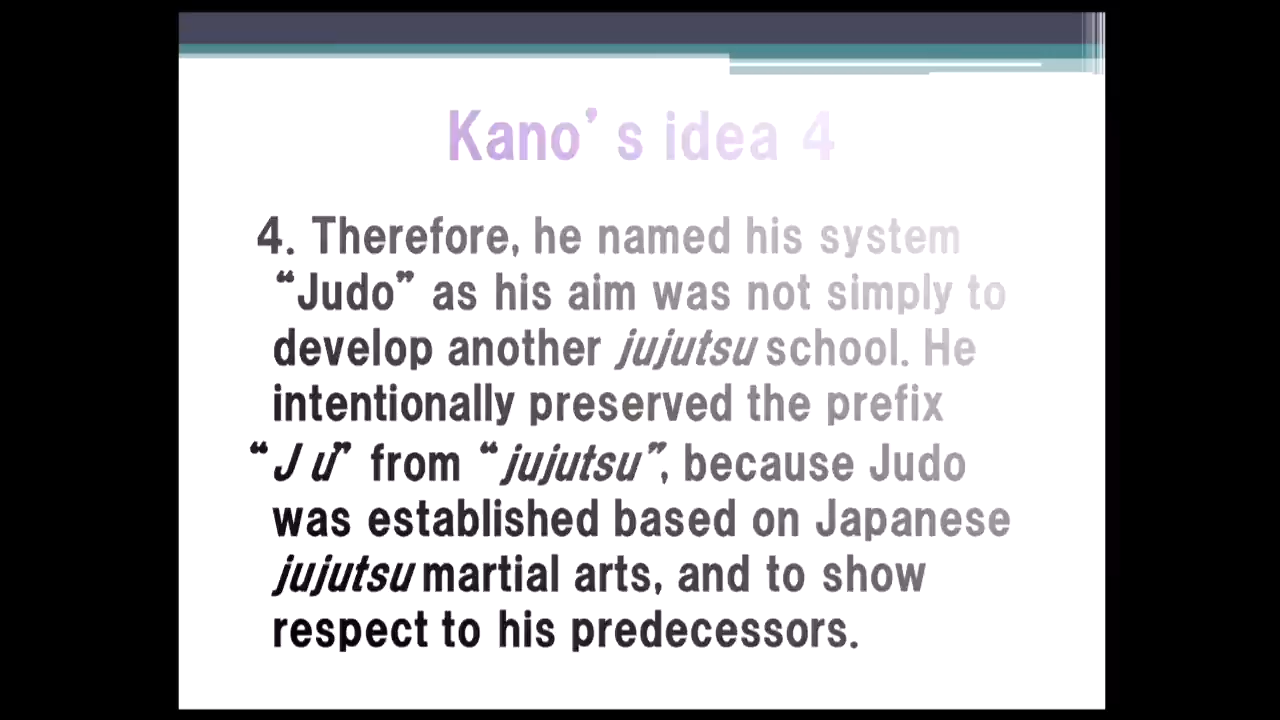 Kano’s idea 4
4. Therefore, he named his system
“Judo” as his aim was not simply to
develop another jujutsu school. He
intentionally preserved the prefix
“Ju” from “jujutsu”, because Judo
was established based on Japanese
jujutsu martial arts, and to show
respect to his predecessors.